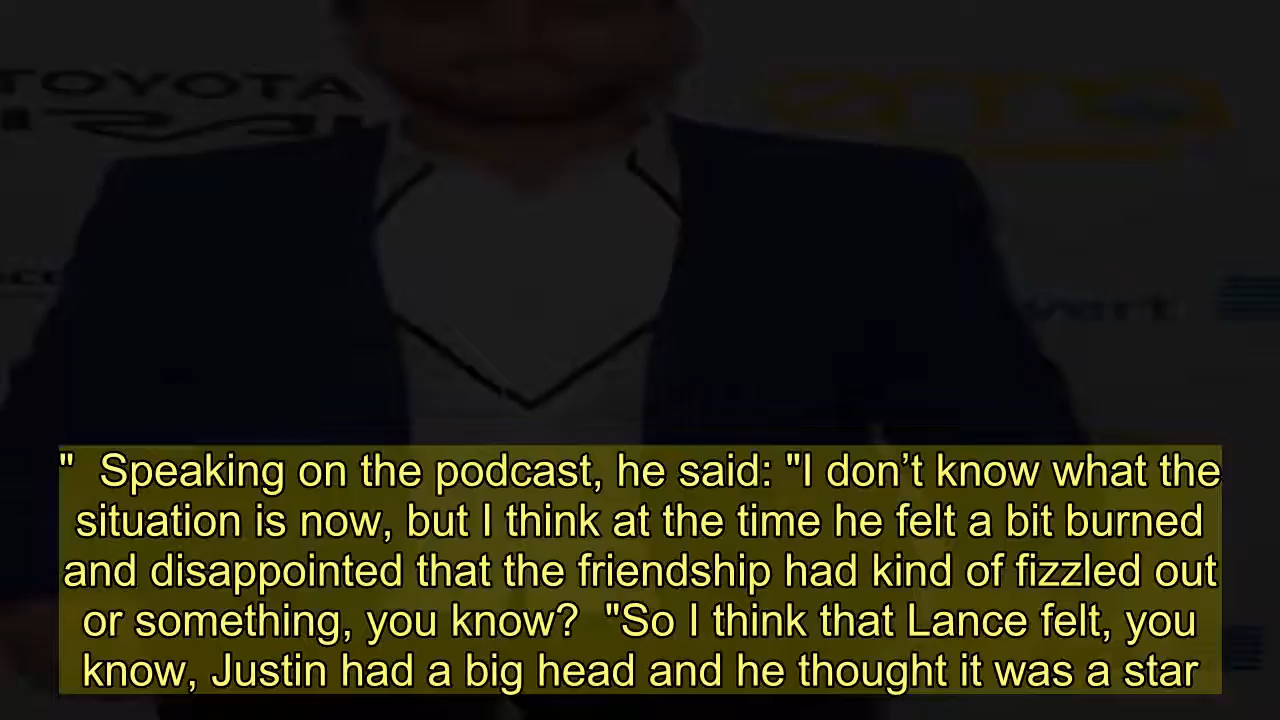 TOYOTA
vert
"  Speaking on the podcast, he said: "I don’t know what the
situation is now, but I think at the time he felt a bit burned
and disappointed that the friendship had kind of fizzled out
or something, you know?  "So I think that Lance felt, you
know, Justin had a big head and he thought it was a star